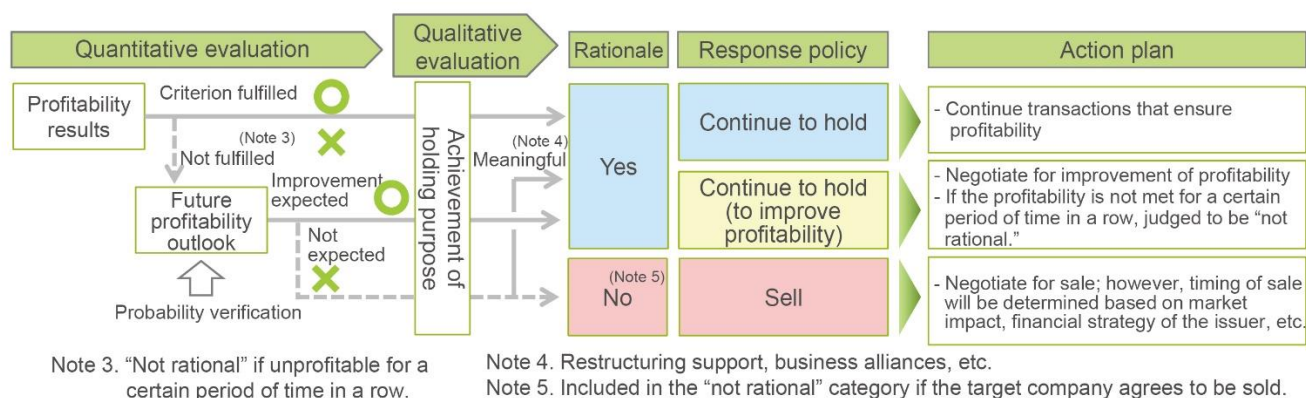 Quantitative evaluation
Qualitative
evaluation
Rationale
Response policy
Action plan
Profitability
results
Criterion fulfilled
(Note 3)
Not fulfilled
Future
profitability
outlook
Improvement
expected
Not
expected
Probability verification
Achievement of
holding purpose
(Note 4)
Meaningful
Yes
(Note 5)
No
Continue to hold
Continue to hold
(to improve
profitability)
Sell
- Continue transactions that ensure
profitability
- Negotiate for improvement of profitability
- If the profitability is not met for a certain
period of time in a row, judged to be “not
rational.”
- Negotiate for sale; however, timing of sale
will be determined based on market
impact, financial strategy of the issuer, etc.
Note 3. “Not rational” if unprofitable for a
certain period of time in a row.
Note 4. Restructuring support, business alliances, etc.
Note 5. Included in the “not rational” category if the target company agrees to be sold.